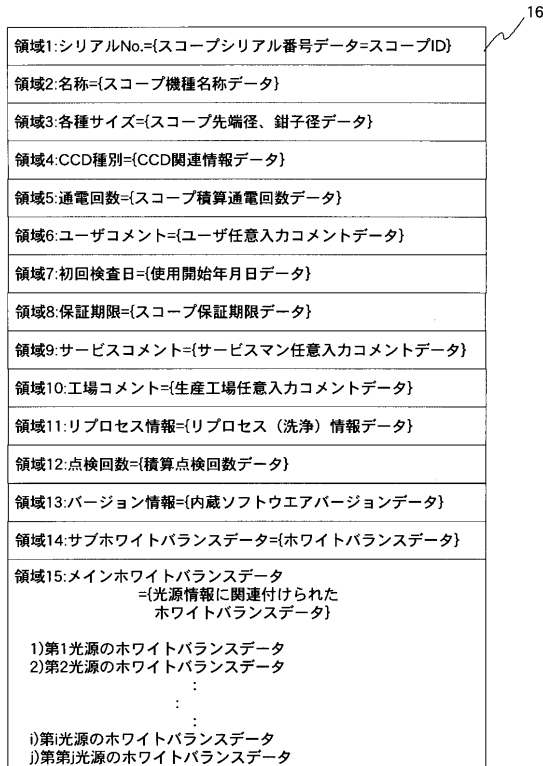 16
領域1:シリアルNo.={スコープシリアル番号データ=スコープID}
領域2:名称={スコープ機種名称データ}
領域3:各種サイズ={スコープ先端径、鉗子径データ}
領域4:CCD種別={CCD関連情報データ}
領域5:通電回数={スコープ積算通電回数データ}
領域6:ユーザコメント={ユーザ任意入力コメントデータ}
領域7:初回検査日={使用開始年月日データ}
領域8:保証期限={スコープ保証期限データ}
領域9:サービスコメント={サービスマン任意入力コメントデータ}
領域10:工場コメント={生産工場任意入力コメントデータ}
領域11:リプロセス情報={リプロセス（洗浄）情報データ}
領域12:点検回数={積算点検回数データ}
領域13:バージョン情報={内蔵ソフトウエアバージョンデータ}
領域14:サブホワイトバランスデータ={ホワイトバランスデータ}
領域15:メインホワイトバランスデータ
={光源情報に関連付けられた
ホワイトバランスデータ}
1)第1光源のホワイトバランスデータ
2)第2光源のホワイトバランスデータ
:
:
:
i)第i光源のホワイトバランスデータ
j)第第j光源のホワイトバランスデータ